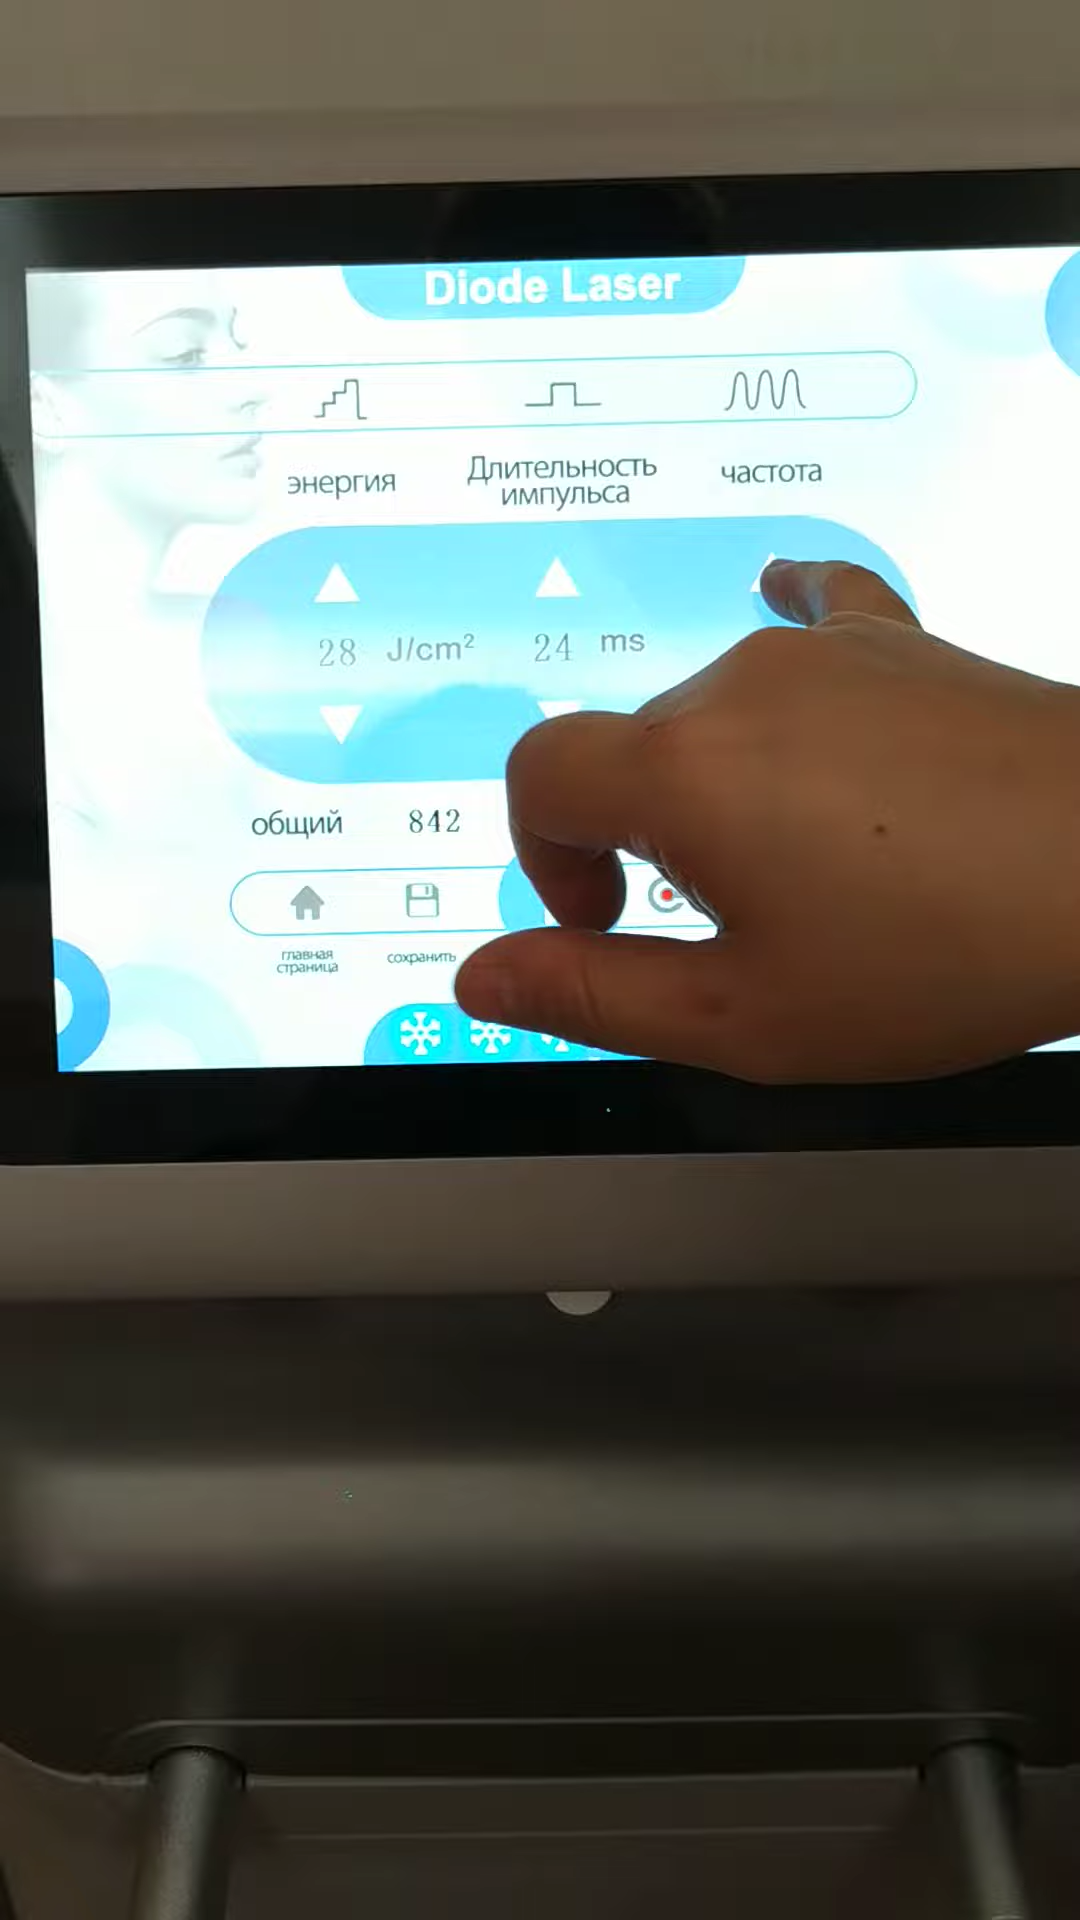 Diode Laser
энергия
Длительность
импульса
частота
28 J/cm²
24 ms
общий 842
главная
страница
сохранить